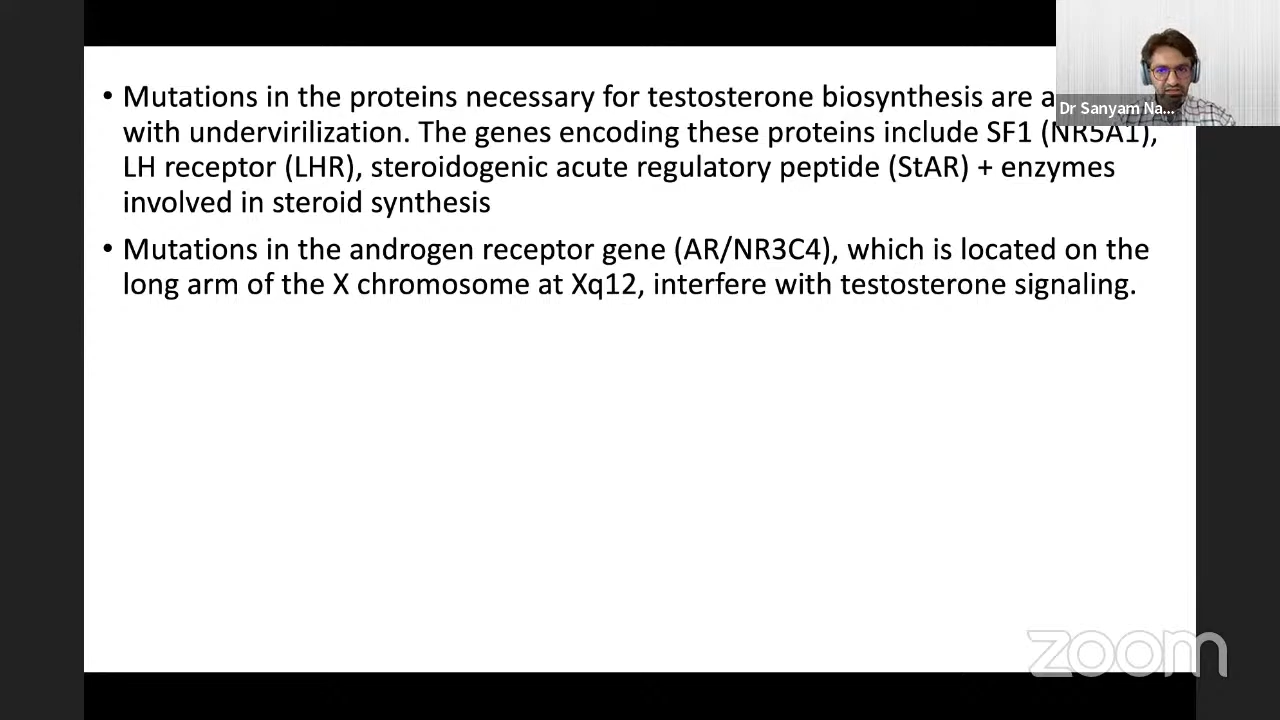 • Mutations in the proteins necessary for testosterone biosynthesis are
with undervirilization. The genes encoding these proteins include SF1 (NR5A1),
LH receptor (LHR), steroidogenic acute regulatory peptide (StAR) + enzymes
involved in steroid synthesis
• Mutations in the androgen receptor gene (AR/NR3C4), which is located on the
long arm of the X chromosome at Xq12, interfere with testosterone signaling.
Dr Sanyam Na...
zoom